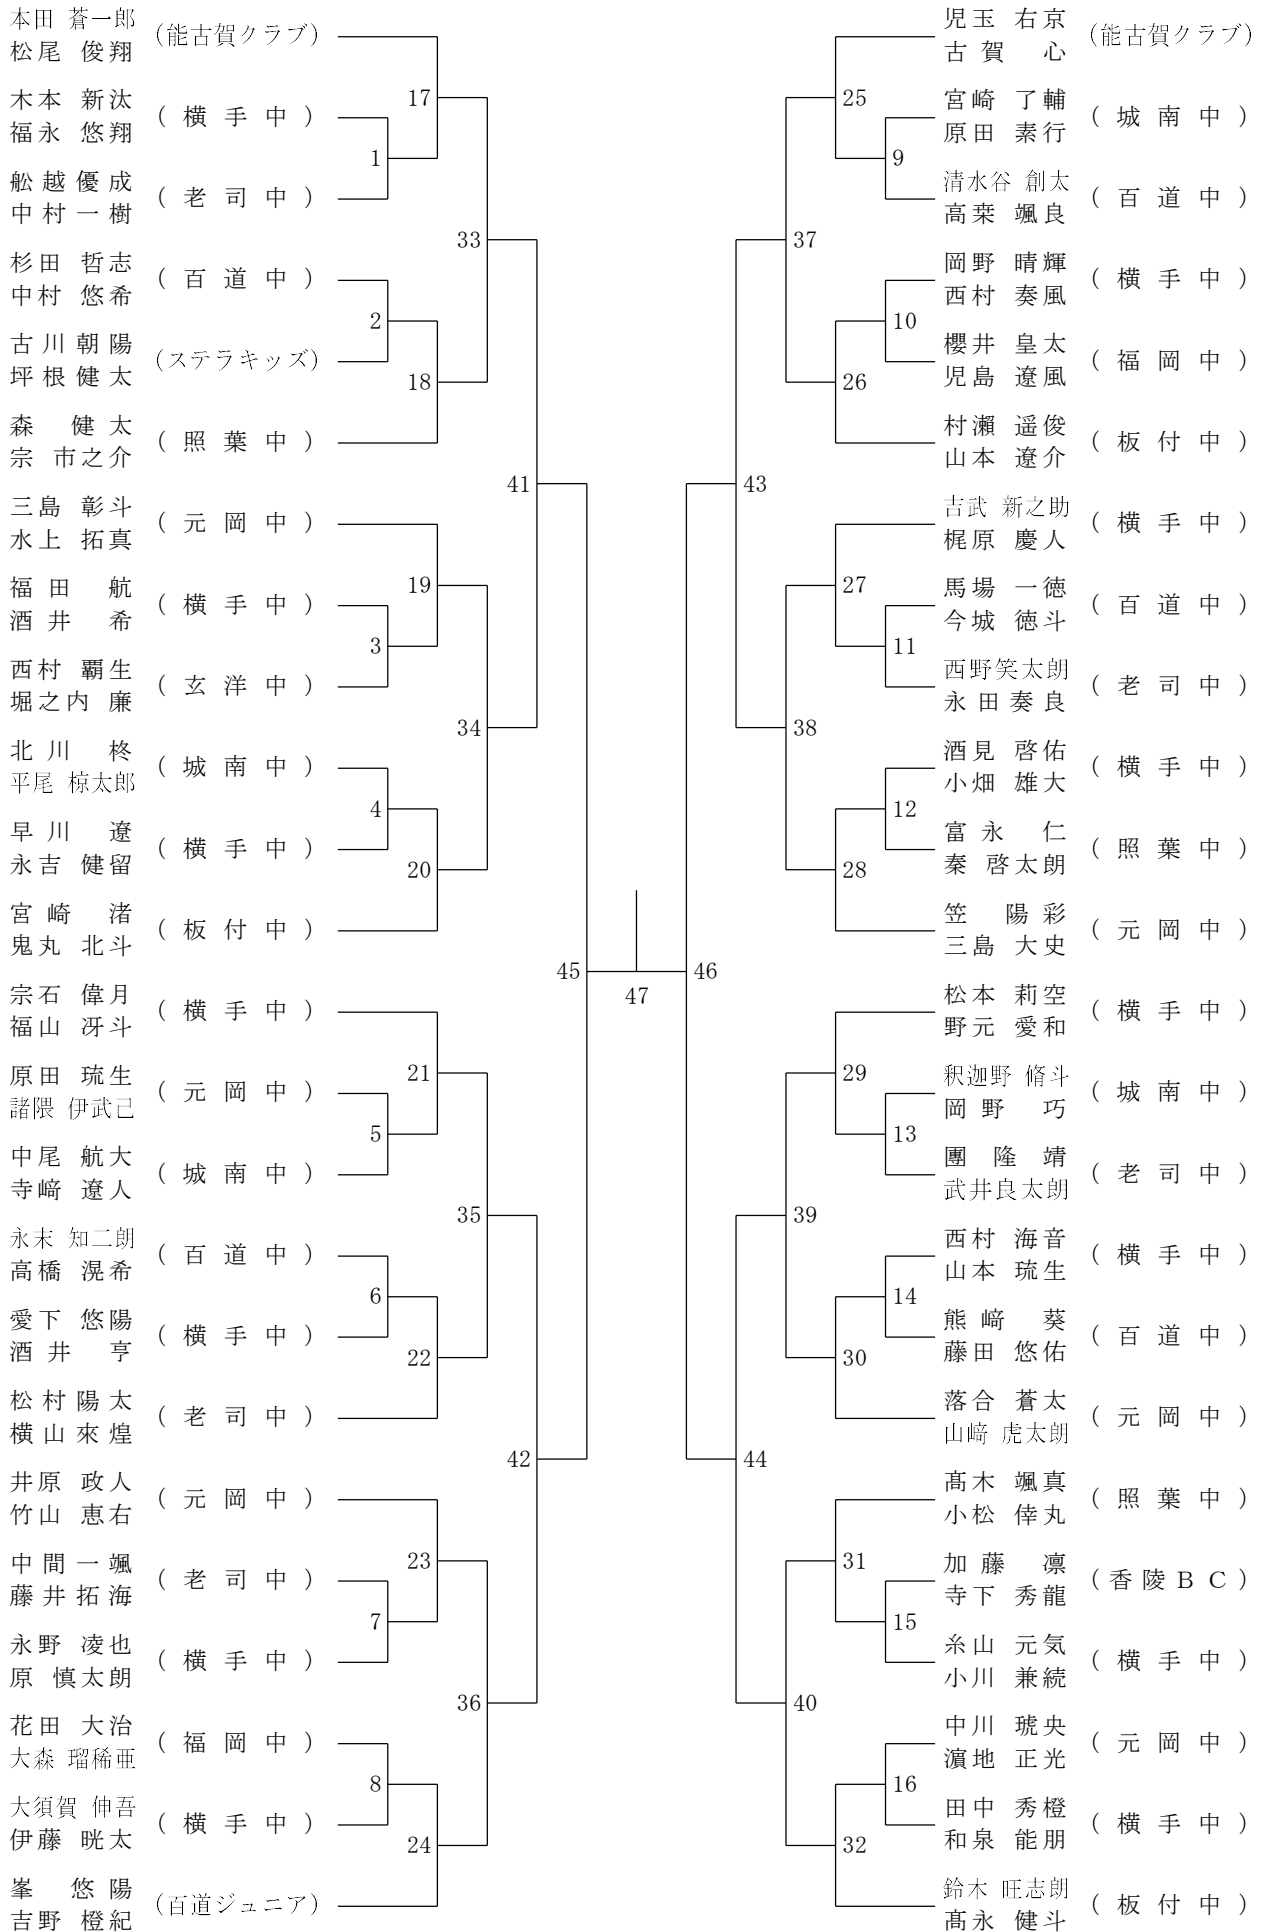 本田 蒼一郎
松尾 俊翔
(能古賀クラブ)
木本 新汰
福永 悠翔
( 横 手 中 )
舩越優成
中村一樹
( 老 司 中 )
杉田 哲志
中村 悠希
( 百 道 中 )
古川朝陽
坪根健太
(ステラキッズ)
森 健太
宗 市之介
( 照 葉 中 )
三島 彰斗
水上 拓真
( 元 岡 中 )
福田 航
酒井 希
( 横 手 中 )
西村 覇生
堀之内 廉
( 玄 洋 中 )
北川 柊
平尾 椋太郎
( 城 南 中 )
早川 遼
永吉 健留
( 横 手 中 )
宮崎 渚
鬼丸 北斗
( 板 付 中 )
宗石 偉月
福山 冴斗
( 横 手 中 )
原田 琉生
諸隈 伊武己
( 元 岡 中 )
中尾 航大
寺﨑 遼人
( 城 南 中 )
永末 知二朗
高橋 滉希
( 百 道 中 )
愛下 悠陽
酒井 亨
( 横 手 中 )
松村陽太
横山來煌
( 老 司 中 )
井原 政人
竹山 恵右
( 元 岡 中 )
中間一颯
藤井拓海
( 老 司 中 )
永野 凌也
原 慎太朗
( 横 手 中 )
花田 大治
大森 瑠稀亜
( 福 岡 中 )
大須賀 伸吾
伊藤 晄太
( 横 手 中 )
峯 悠陽
吉野 橙紀
(百道ジュニア)
1
2
3
4
5
6
7
8
17
18
19
20
21
22
23
24
33
34
35
36
41
42
45
47
46
43
44
37
38
39
40
25
26
27
28
29
30
31
32
9
10
11
12
13
14
15
16
児玉 右京
古賀 心
(能古賀クラブ)
宮崎 了輔
原田 素行
( 城 南 中 )
清水谷 創太
高桒 颯良
( 百 道 中 )
岡野 晴輝
西村 奏風
( 横 手 中 )
櫻井 皇太
児島 遼風
( 福 岡 中 )
村瀬 遥俊
山本 遼介
( 板 付 中 )
古武 新之助
梶原 慶人
( 横 手 中 )
馬場 一徳
今城 徳斗
( 百 道 中 )
西野笑太朗
永田奏良
( 老 司 中 )
酒見 啓佑
小畑 雄大
( 横 手 中 )
富永 仁
秦 啓太朗
( 照 葉 中 )
笠 陽彩
三島 大史
( 元 岡 中 )
松本 莉空
野元 愛和
( 横 手 中 )
釈迦野 脩斗
岡野 巧
( 城 南 中 )
團 隆靖
武井良太朗
( 老 司 中 )
西村 海音
山本 琉生
( 横 手 中 )
熊﨑 葵
藤田 悠佑
( 百 道 中 )
落合 蒼太
山﨑 虎太朗
( 元 岡 中 )
髙木 颯真
小松 倖丸
( 照 葉 中 )
加藤 凛
寺下 秀龍
(香陵ＢＣ)
糸山 元気
小川 兼続
( 横 手 中 )
中川 琥央
濵地 正光
( 元 岡 中 )
田中 秀橙
和泉 能朋
( 横 手 中 )
鈴木 旺志朗
髙永 健斗
( 板 付 中 )